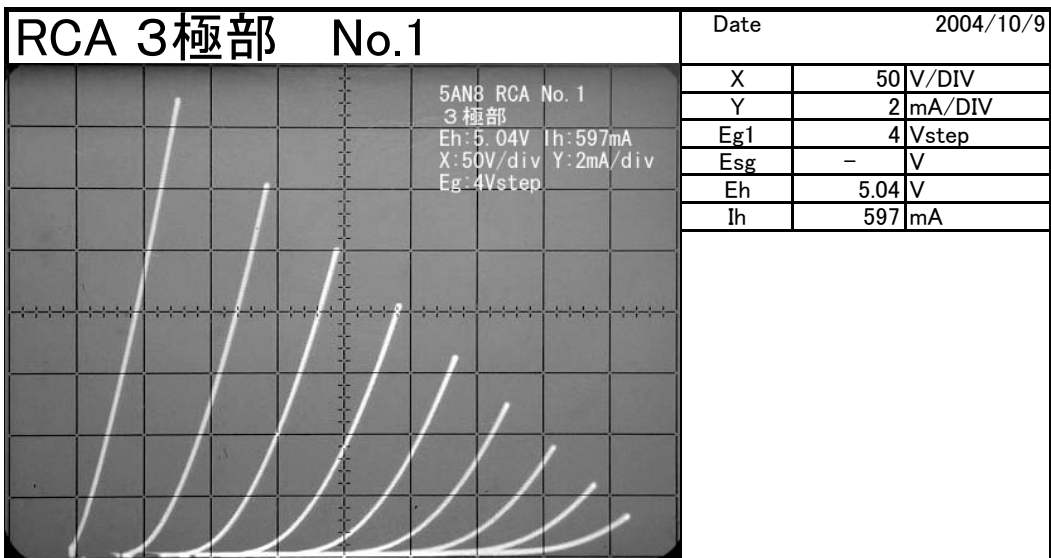 RCA 3極部 No.1
Date 2004/10/9
5AN8 RCA No.1
3極部
Eh:5.04V Ih:597mA
X:50V/div Y:2mA/div
Eg:4Vstep
X 50 V/DIV
Y 2 mA/DIV
Eg1 4 Vstep
Esg - V
Eh 5.04 V
Ih 597 mA